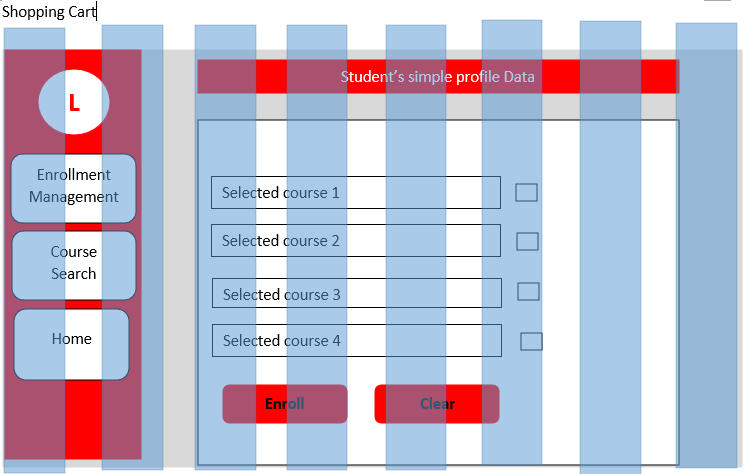 Shopping Cart
Student’s simple profile Data
L
Enrollment
Management
Course
Search
Home
Selected course 1
Selected course 2
Selected course 3
Selected course 4
Enroll
Clear